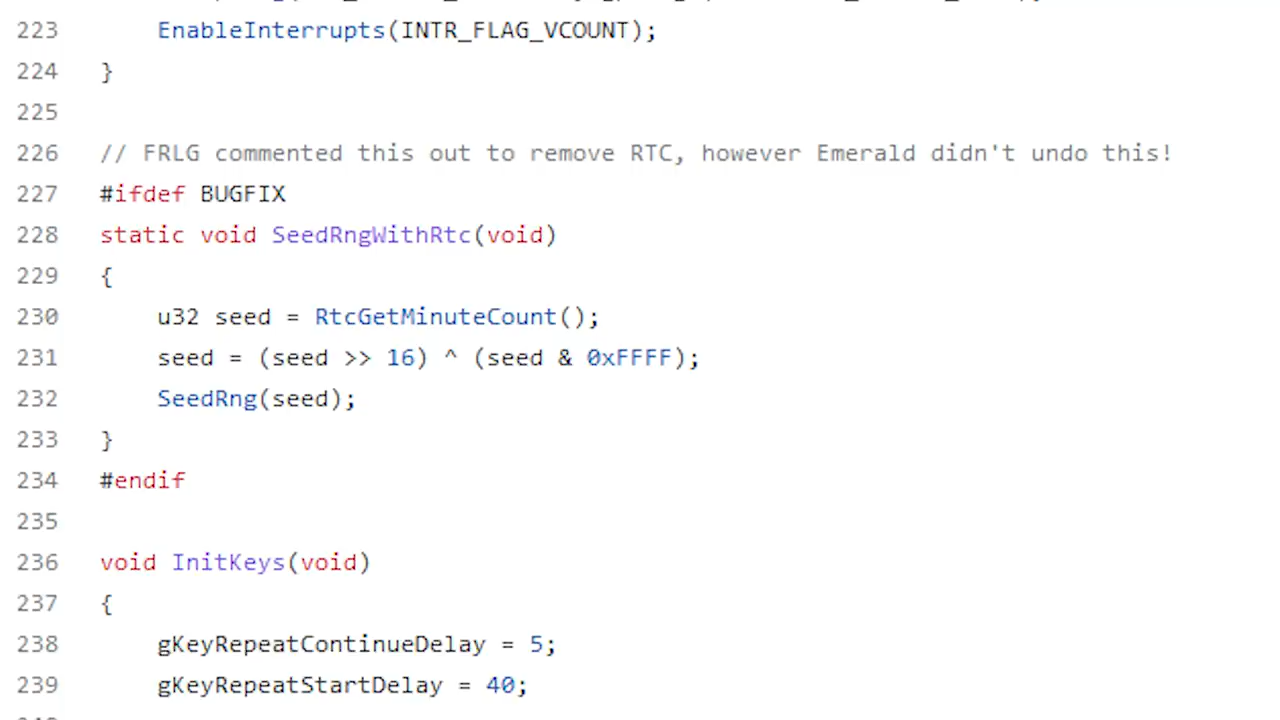 223 EnableInterrupts(INTR_FLAG_VCOUNT);
224 }
225
226 // FRLG commented this out to remove RTC, however Emerald didn't undo this!
227 #ifdef BUGFIX
228 static void SeedRngWithRtc(void)
229 {
230     u32 seed = RtcGetMinuteCount();
231     seed = (seed >> 16) ^ (seed & 0xFFFF);
232     SeedRng(seed);
233 }
234 #endif
235
236 void InitKeys(void)
237 {
238     gKeyRepeatContinueDelay = 5;
239     gKeyRepeatStartDelay = 40;